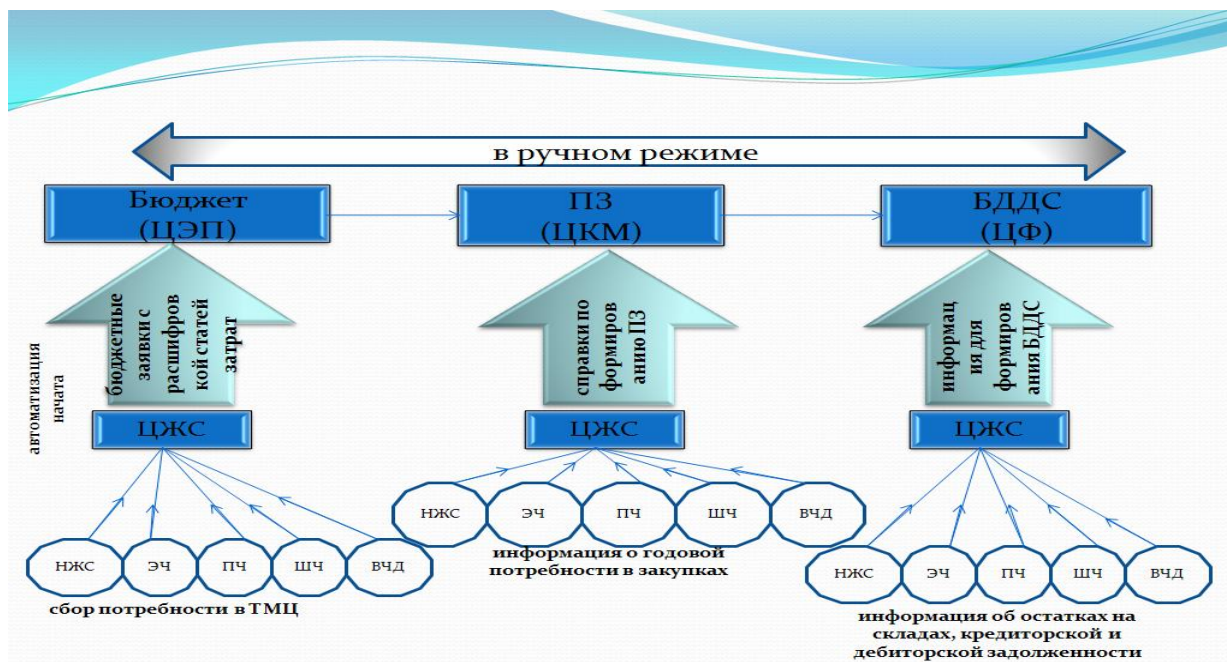 в ручном режиме
Бюджет
(ЦЭП)
ПЗ
(ЦКМ)
БДДС
(ЦФ)
бюджетные
заявки с
расшифров
кой статей
затрат
справки по
формиров
анию ПЗ
информац
ия для
формиров
ания БДДС
автоматизация
начата
ЦЖС
ЦЖС
ЦЖС
НЖС
ЭЧ
ПЧ
ШЧ
ВЧД
информация о годовой
потребности в закупках
НЖС
ЭЧ
ПЧ
ШЧ
ВЧД
сбор потребности в ТМЦ
НЖС
ЭЧ
ПЧ
ШЧ
ВЧД
информация об остатках на
складах, кредиторской и
дебиторской задолженности